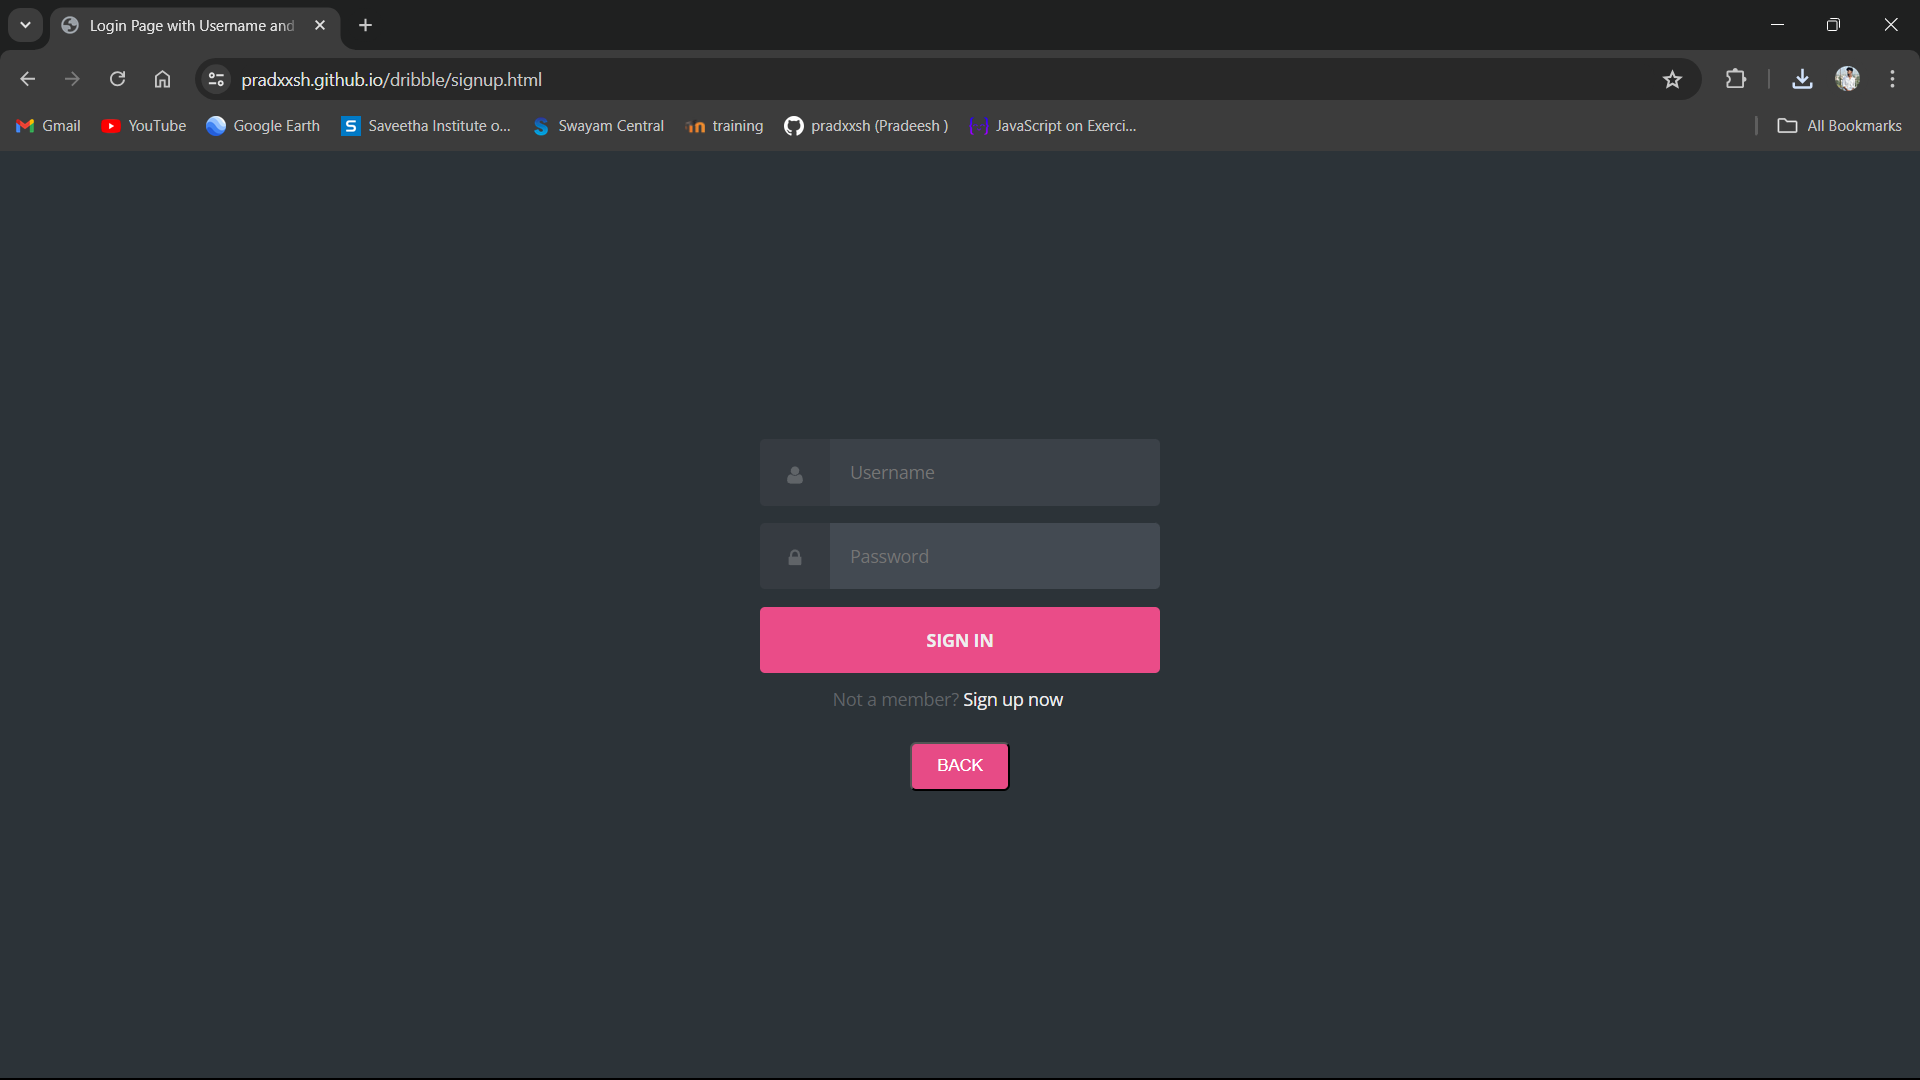 Login Page with Username and
pradxxsh.github.io/dribble/signup.html
Gmail YouTube Google Earth Saveetha Institute o... Swayam Central training pradxxsh (Pradeesh ) JavaScript on Exerci... All Bookmarks
Username
Password
SIGN IN
Not a member? Sign up now
BACK